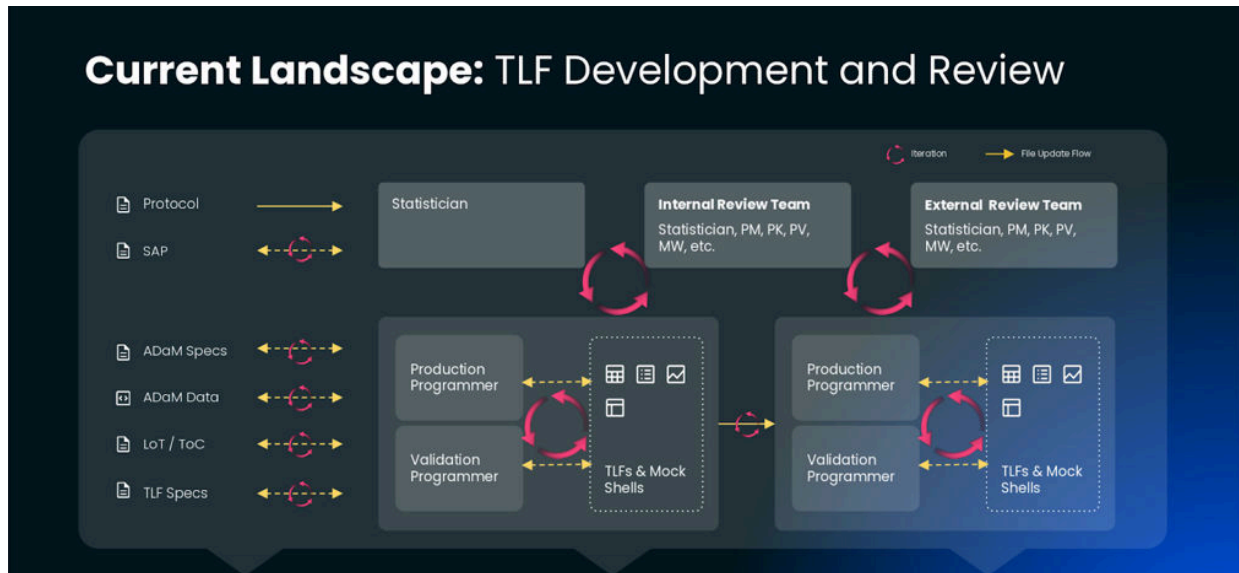 Current Landscape: TLF Development and Review
Iteration
File Update Flow
Protocol
SAP
Statistician
Internal Review Team
Statistician, PM, PK, PV,
MW, etc.
External Review Team
Statistician, PM, PK, PV,
MW, etc.
ADaM Specs
ADaM Data
LoT / ToC
TLF Specs
Production
Programmer
Validation
Programmer
TLFs & Mock
Shells
Production
Programmer
Validation
Programmer
TLFs & Mock
Shells